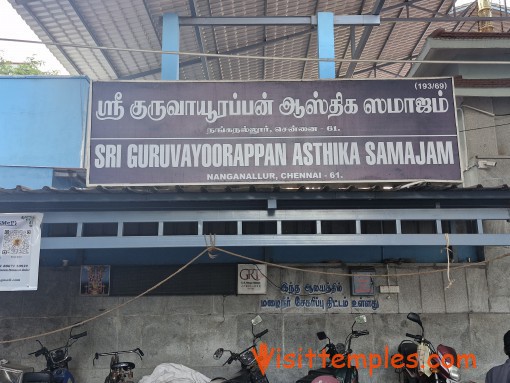 (193/69)
ஸ்ரீ குருவாயூரப்பன் ஆஸ்திக ஸமாஜம்
நங்கநல்லூர், சென்னை - 61.
SRI GURUVAYOORAPPAN ASTHIKA SAMAJAM
NANGANALLUR, CHENNAI - 61.
GRT
இந்த ஆலயத்தில்
மழைநீர் சேகரிப்பு திட்டம் உள்ளது
Visittemples.com